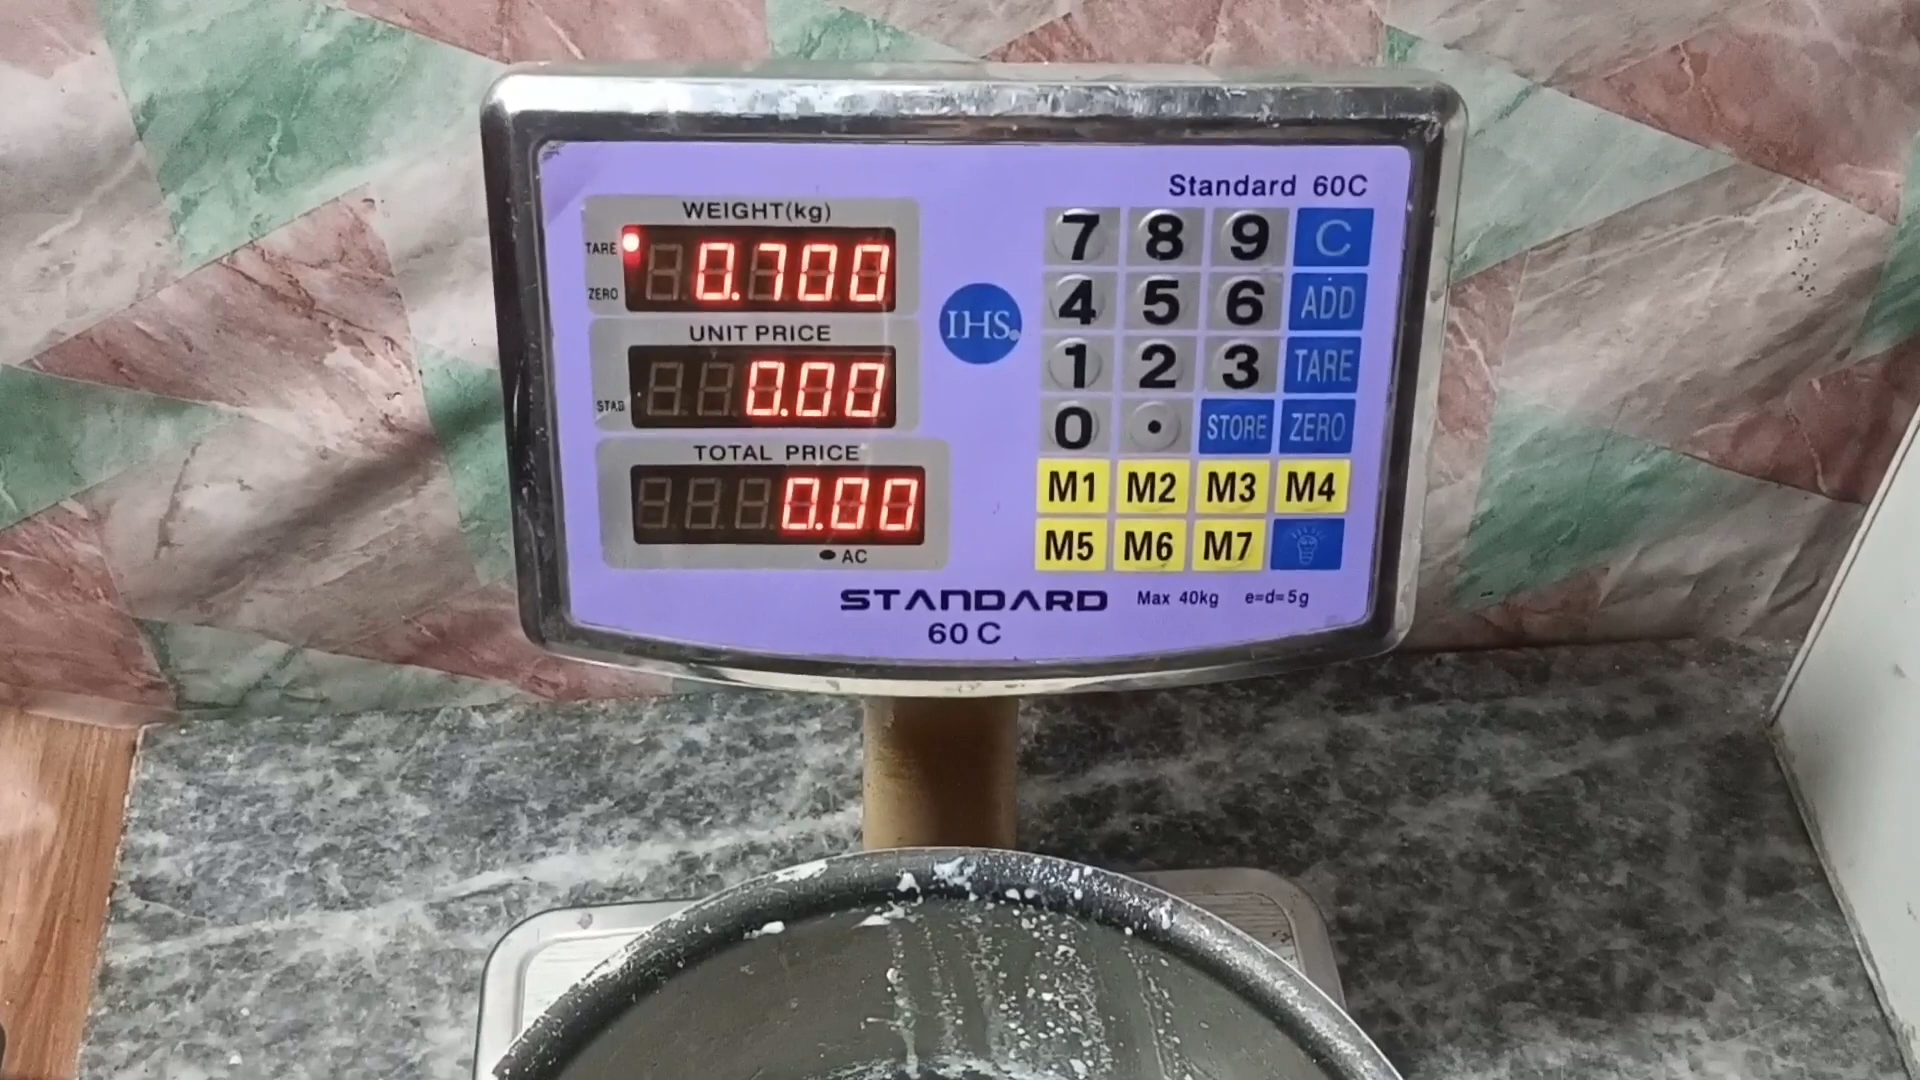 Standard 60C
WEIGHT(kg)
TARE
0.700
ZERO
UNIT PRICE
0.00
STAB
TOTAL PRICE
0.00
AC
IHS
7 8 9 C
4 5 6 ADD
1 2 3 TARE
0 . STORE ZERO
M1 M2 M3 M4
M5 M6 M7
STANDARD Max 40kg e=d=5g
60 C